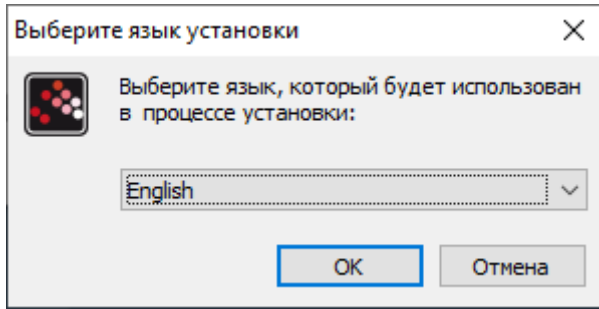 Выберите язык установки
Выберите язык, который будет использован
в процессе установки:
English
OK
Отмена